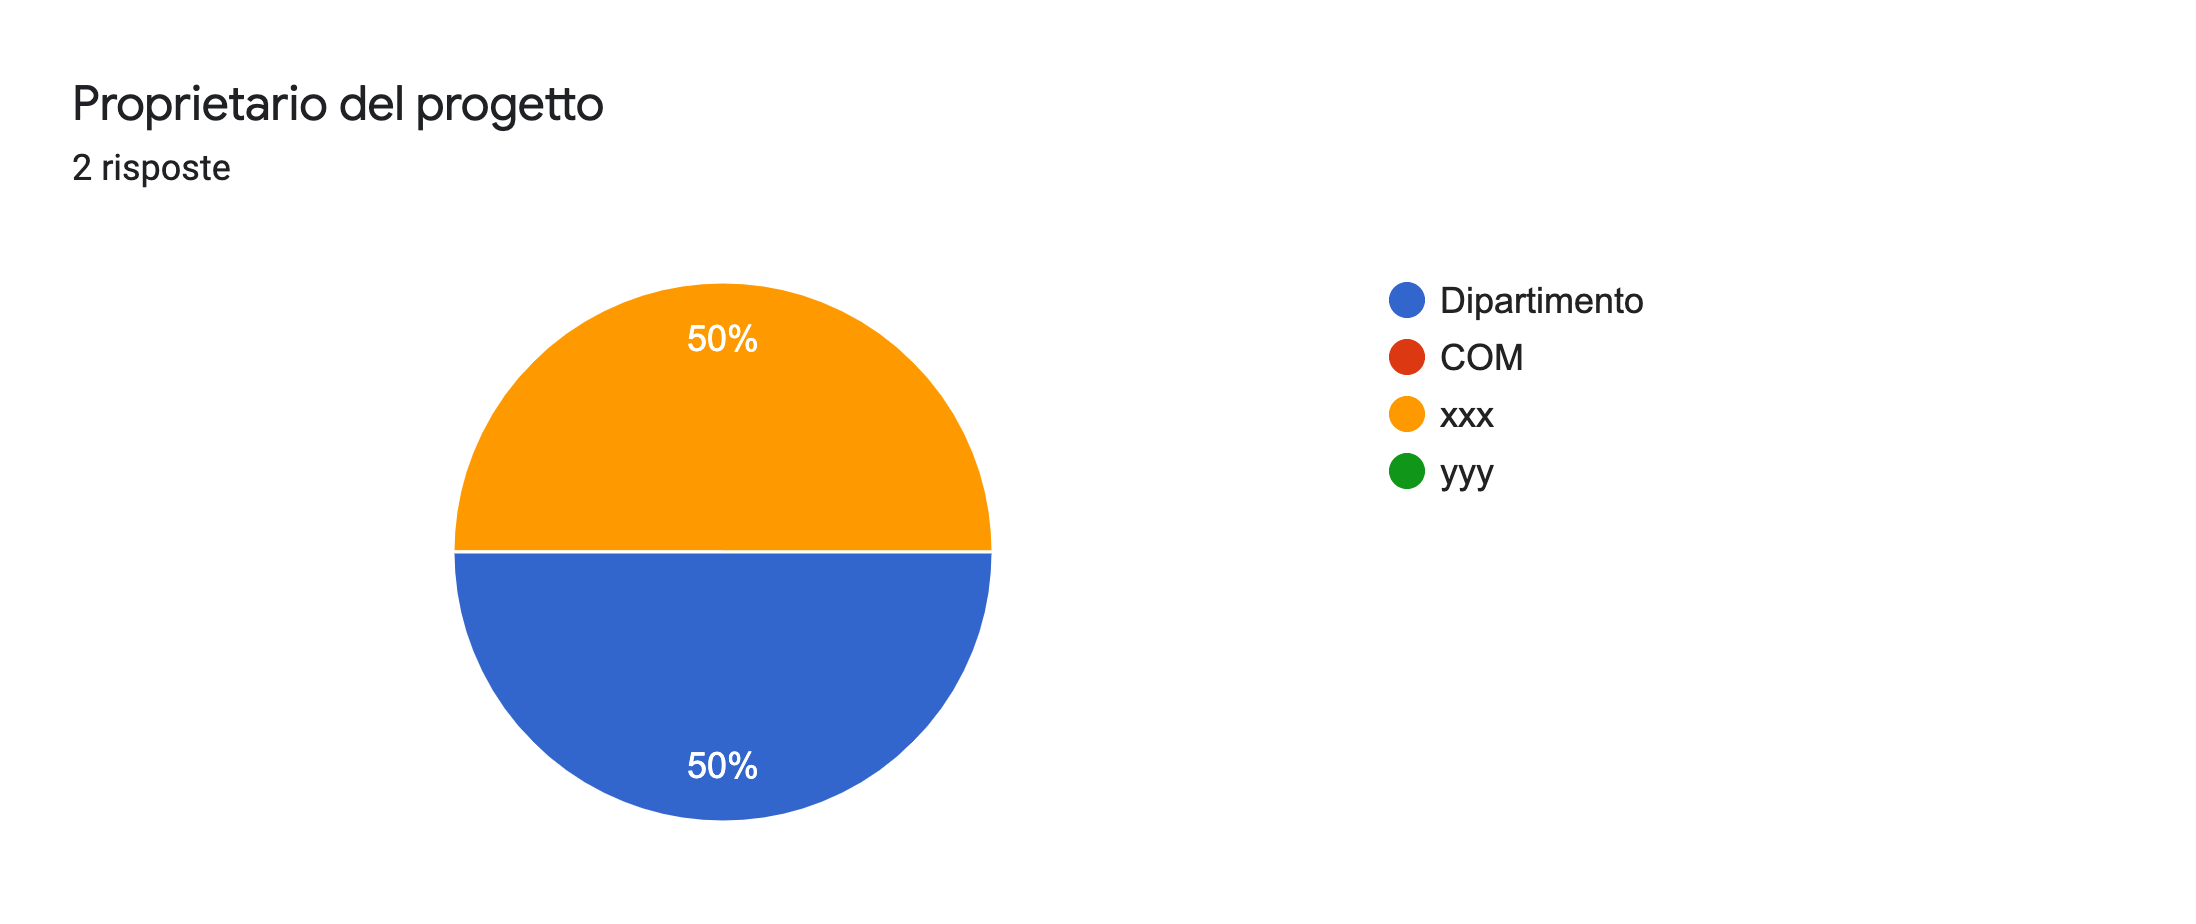 Proprietario del progetto
2 risposte
50%
50%
Dipartimento
COM
xxx
yyy